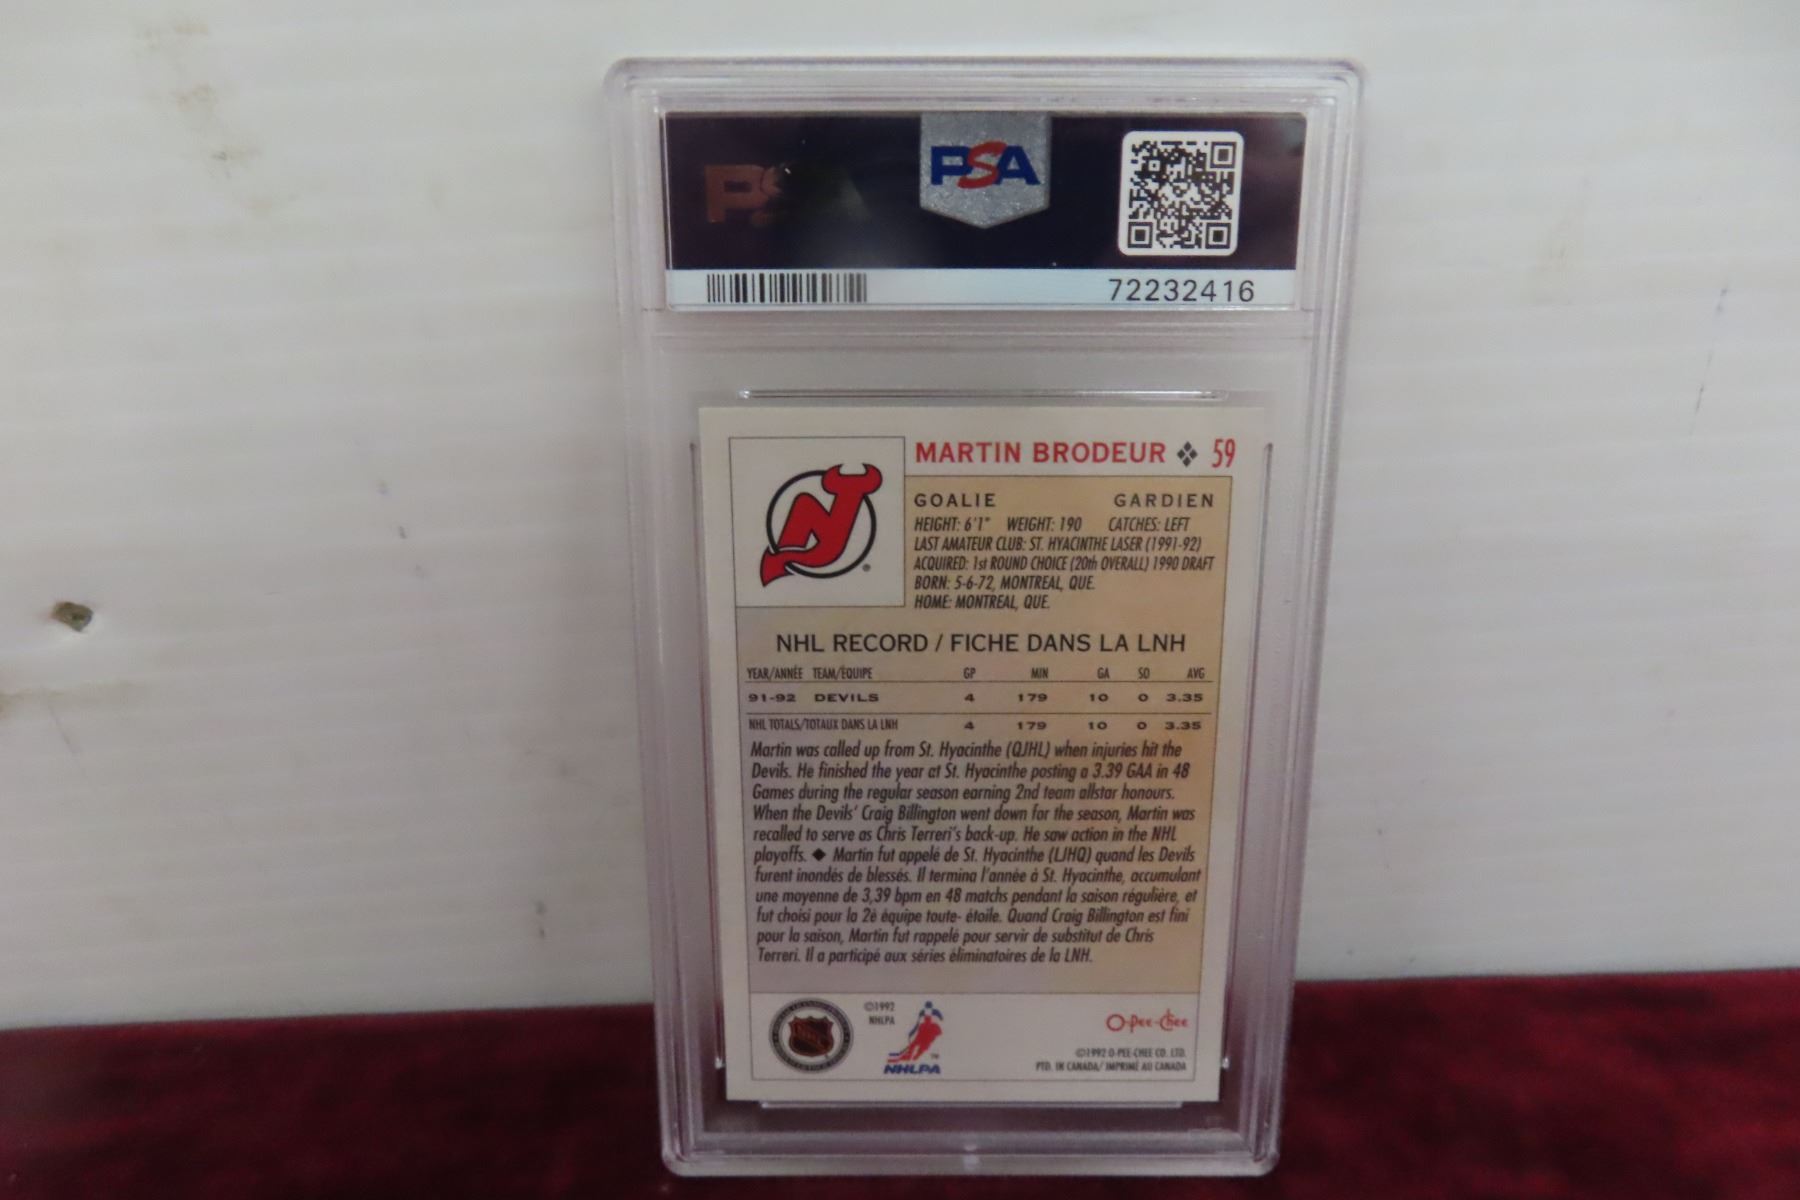 PSA
72232416
MARTIN BRODEUR 59
GOALIE GARDIEN
HEIGHT: 6'1" WEIGHT: 190 CATCHES: LEFT
LAST AMATEUR CLUB: ST. HYACINTHE LASER (1991-92)
ACQUIRED: 1st ROUND CHOICE (20th OVERALL) 1990 DRAFT
BORN: 5-6-72, MONTREAL, QUE.
HOME: MONTREAL, QUE.
NHL RECORD / FICHE DANS LA LNH
YEAR/ANNÉE TEAM/ÉQUIPE GP MIN GA SO AVG
91-92 DEVILS 4 179 10 0 3.35
NHL TOTALS/TOTAUX DANS LA LNH 4 179 10 0 3.35
Martin was called up from St. Hyacinthe (QJHL) when injuries hit the
Devils. He finished the year at St. Hyacinthe posting a 3.39 GAA in 48
Games during the regular season earning 2nd team allstar honours.
When the Devils' Craig Billington went down for the season, Martin was
recalled to serve as Chris Terreri's back-up. He saw action in the NHL
playoffs. ◆ Martin fut appelé de St. Hyacinthe (LJHQ) quand les Devils
furent inondés de blessés. Il termina l'année à St. Hyacinthe, accumulant
une moyenne de 3,39 bpm en 48 matchs pendant la saison régulière, et
fut choisi pour la 2è équipe toute- étoile. Quand Craig Billington est fini
pour la saison, Martin fut rappelé pour servir de substitut de Chris
Terreri. Il a participé aux séries éliminatoires de la LNH.
©1992
NHLPA
NHLPA
O-Pee-Chee
©1992 O-PEE-CHEE CO. LTD.
PTD. IN CANADA/ IMPRIMÉ AU CANADA